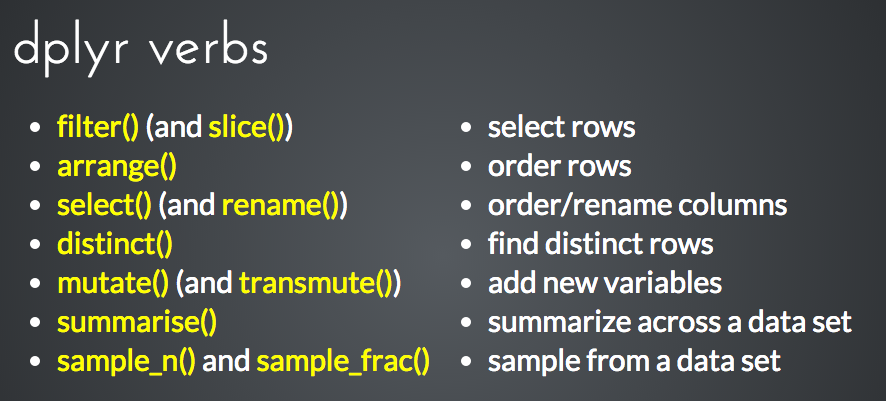 dplyr verbs
• filter() (and slice())
• arrange()
• select() (and rename())
• distinct()
• mutate() (and transmute())
• summarise()
• sample_n() and sample_frac()
• select rows
• order rows
• order/rename columns
• find distinct rows
• add new variables
• summarize across a data set
• sample from a data set